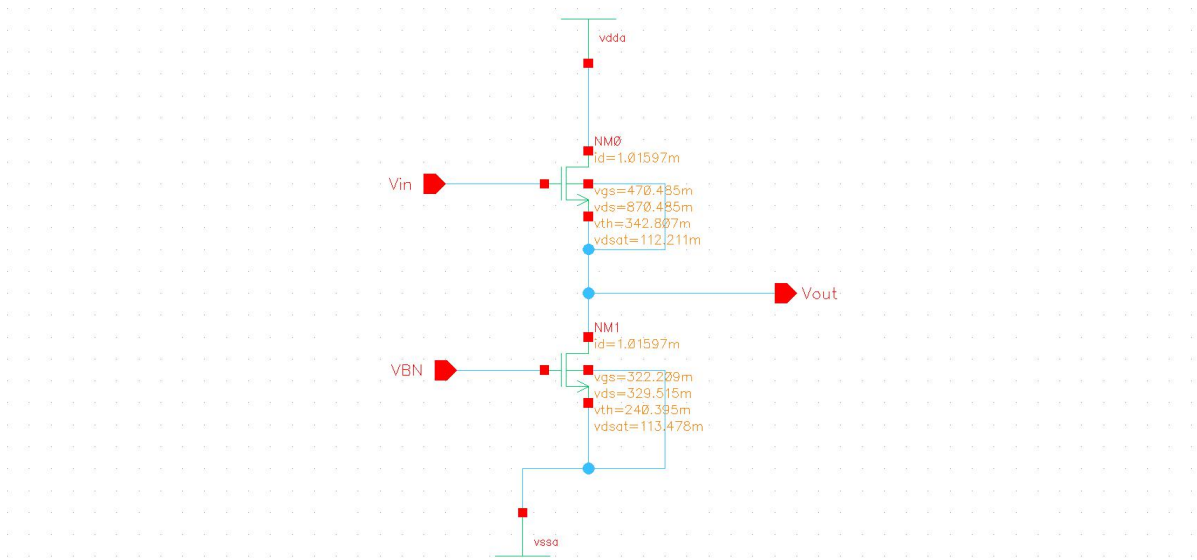 vdda
NM0
id=1.01597m
Vin
vgs=470.485m
vds=870.485m
vth=342.807m
vdsat=112.211m
Vout
NM1
id=1.01597m
VBN
vgs=322.209m
vds=329.515m
vth=240.395m
vdsat=113.478m
vssa